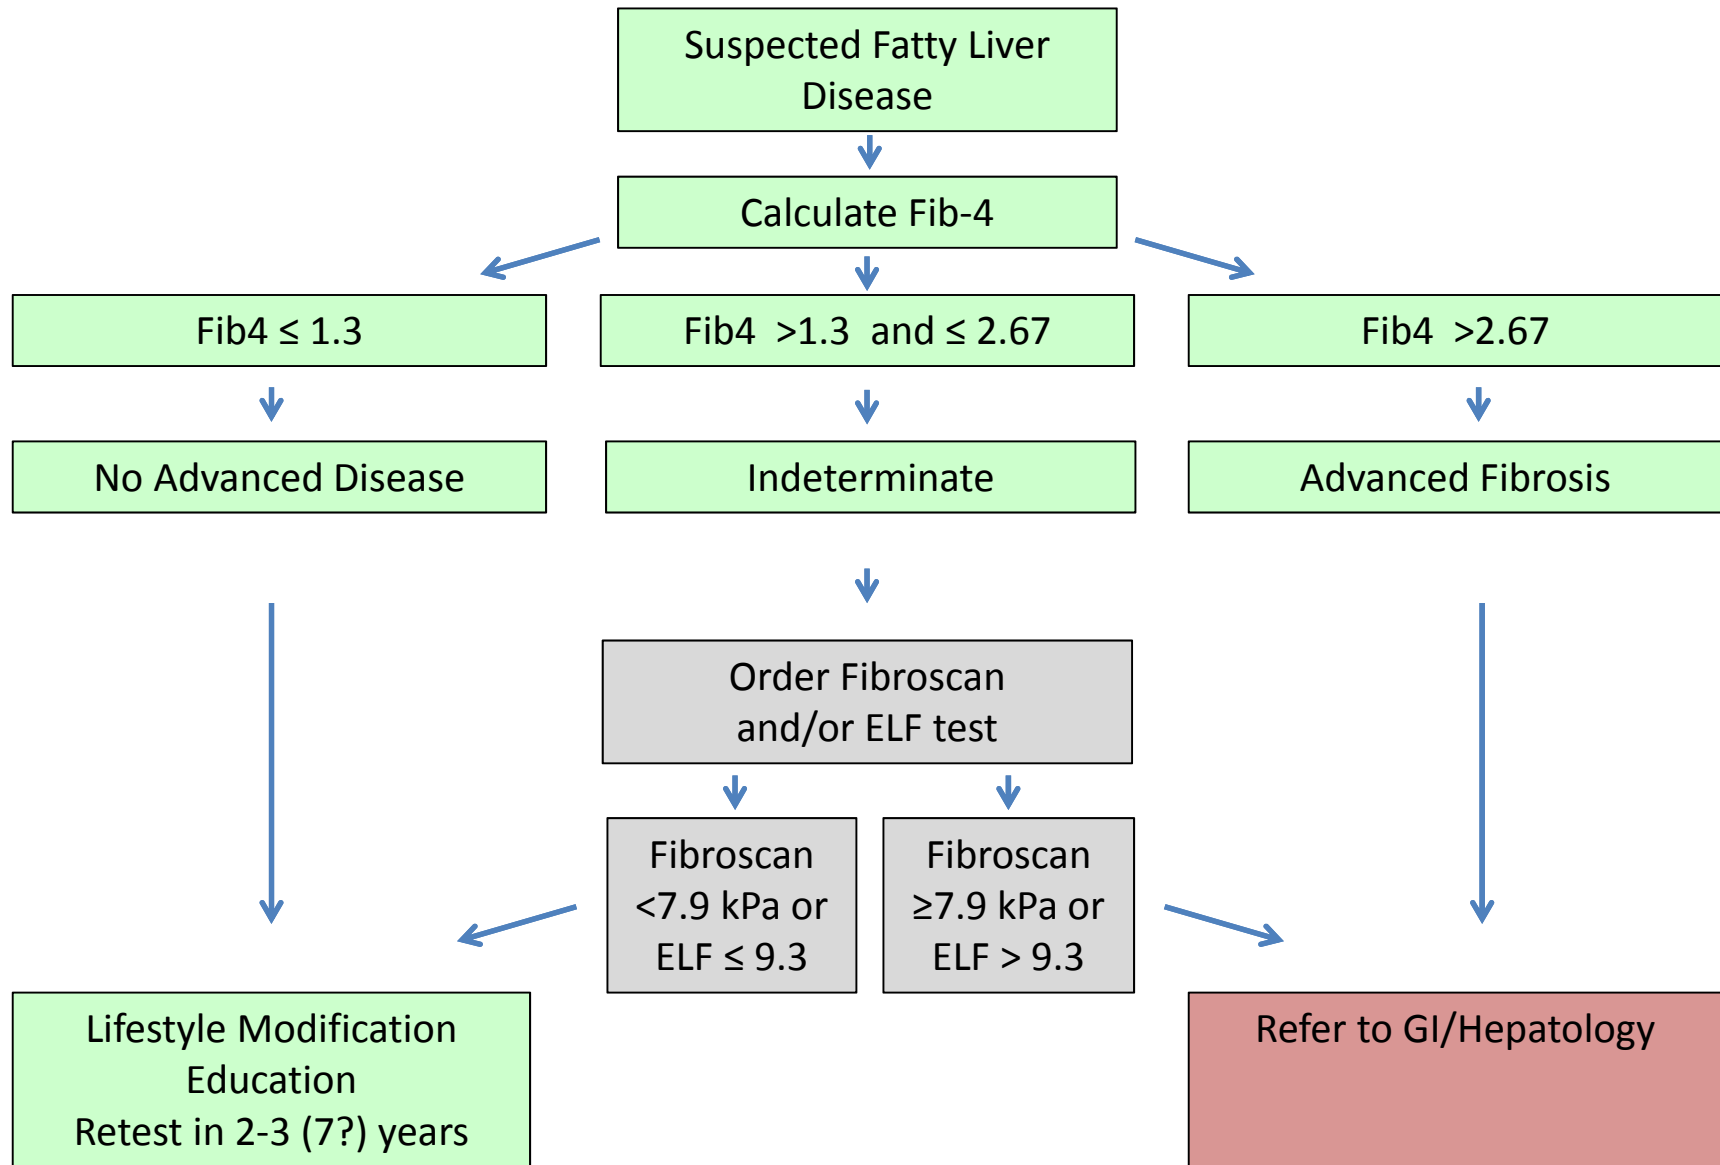 Suspected Fatty Liver
Disease
Calculate Fib-4
Fib4 ≤ 1.3
Fib4  >1.3  and ≤ 2.67
Fib4  >2.67
No Advanced Disease
Indeterminate
Advanced Fibrosis
Order Fibroscan
and/or ELF test
Fibroscan
<7.9 kPa or
ELF ≤ 9.3
Fibroscan
≥7.9 kPa or
ELF > 9.3
Lifestyle Modification
Education
Retest in 2-3 (7?) years
Refer to GI/Hepatology